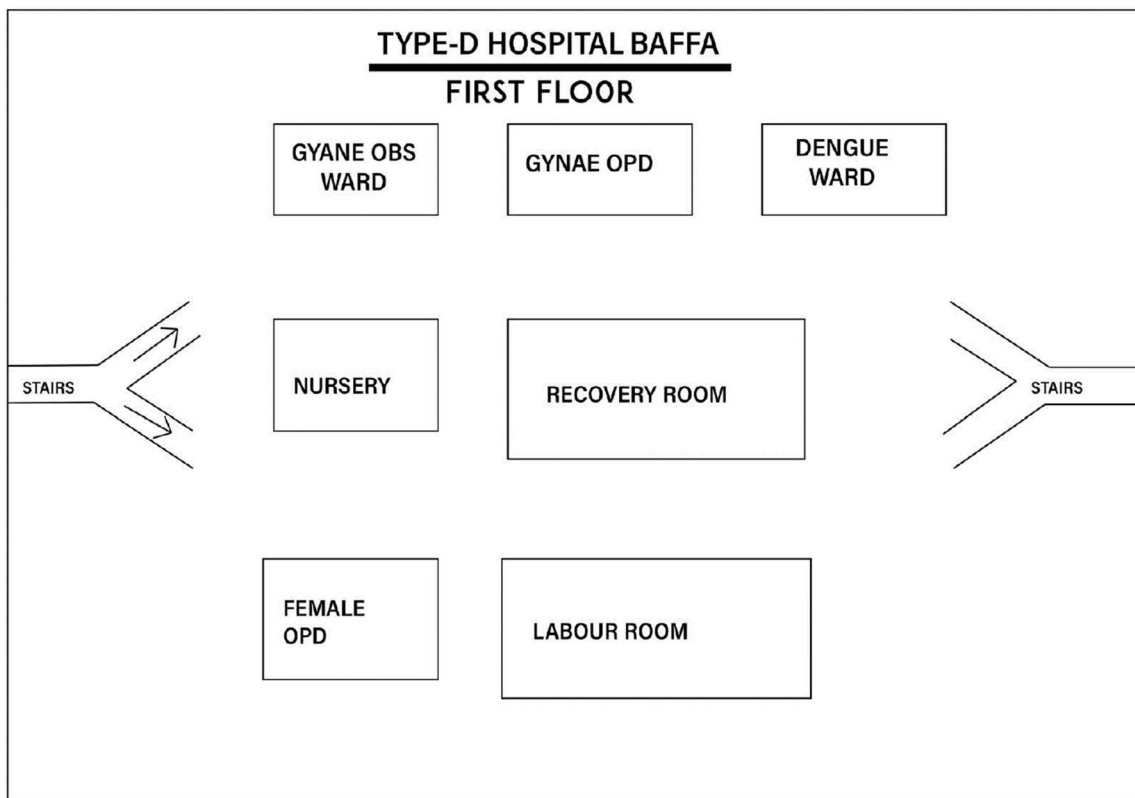 TYPE-D HOSPITAL BAFFA
FIRST FLOOR
GYANE OBS
WARD
GYNAE OPD
DENGUE
WARD
STAIRS
NURSERY
RECOVERY ROOM
STAIRS
FEMALE
OPD
LABOUR ROOM